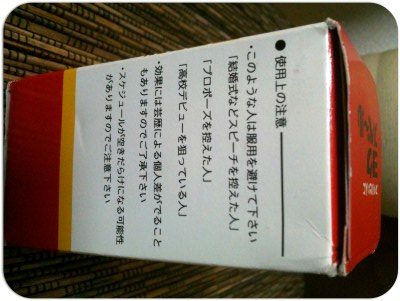 ●使用上の注意
・このような人は服用を避けて下さい
「結婚式などスピーチを控えた人」
「プロポーズを控えた人」
「高校デビューを狙っている人」
・効果には芸歴による個人差がでること
もありますのでご了承下さい
・スケジュールが空きだらけになる可能性
がありますのでご注意下さい